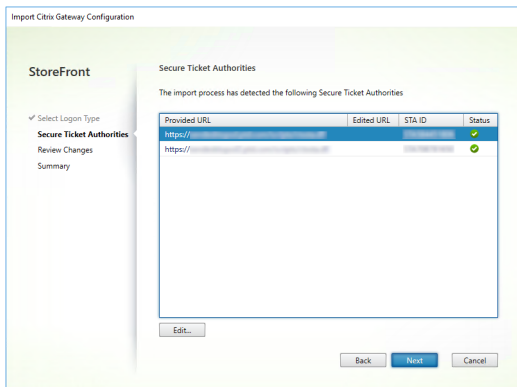 Import Citrix Gateway Configuration
StoreFront
Select Logon Type
Secure Ticket Authorities
Review Changes
Summary
Secure Ticket Authorities
The import process has detected the following Secure Ticket Authorities
Provided URL Edited URL STA ID Status
https://
https://
Edit...
Back Next Cancel